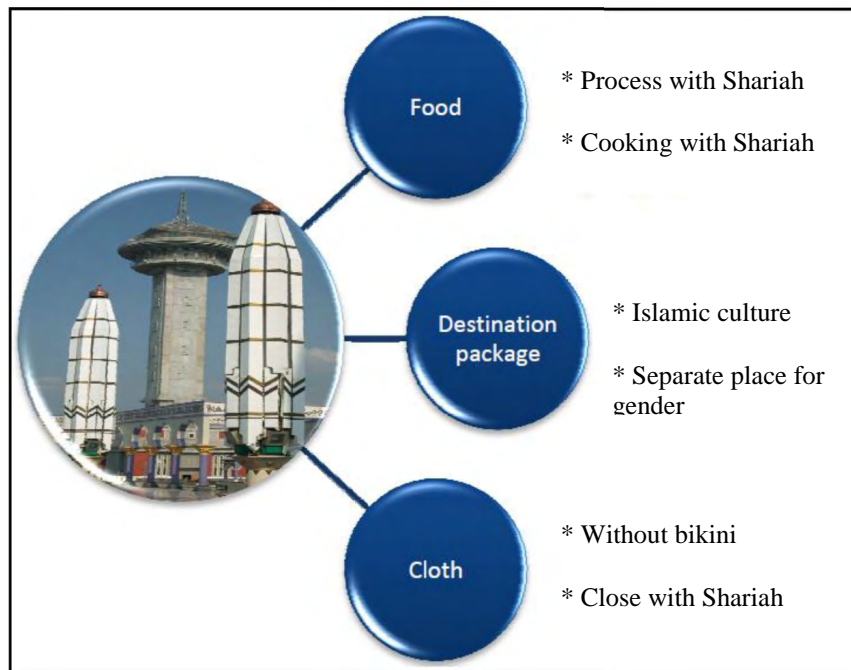 Food
* Process with Shariah
* Cooking with Shariah
Destination
package
* Islamic culture
* Separate place for
gender
Cloth
* Without bikini
* Close with Shariah